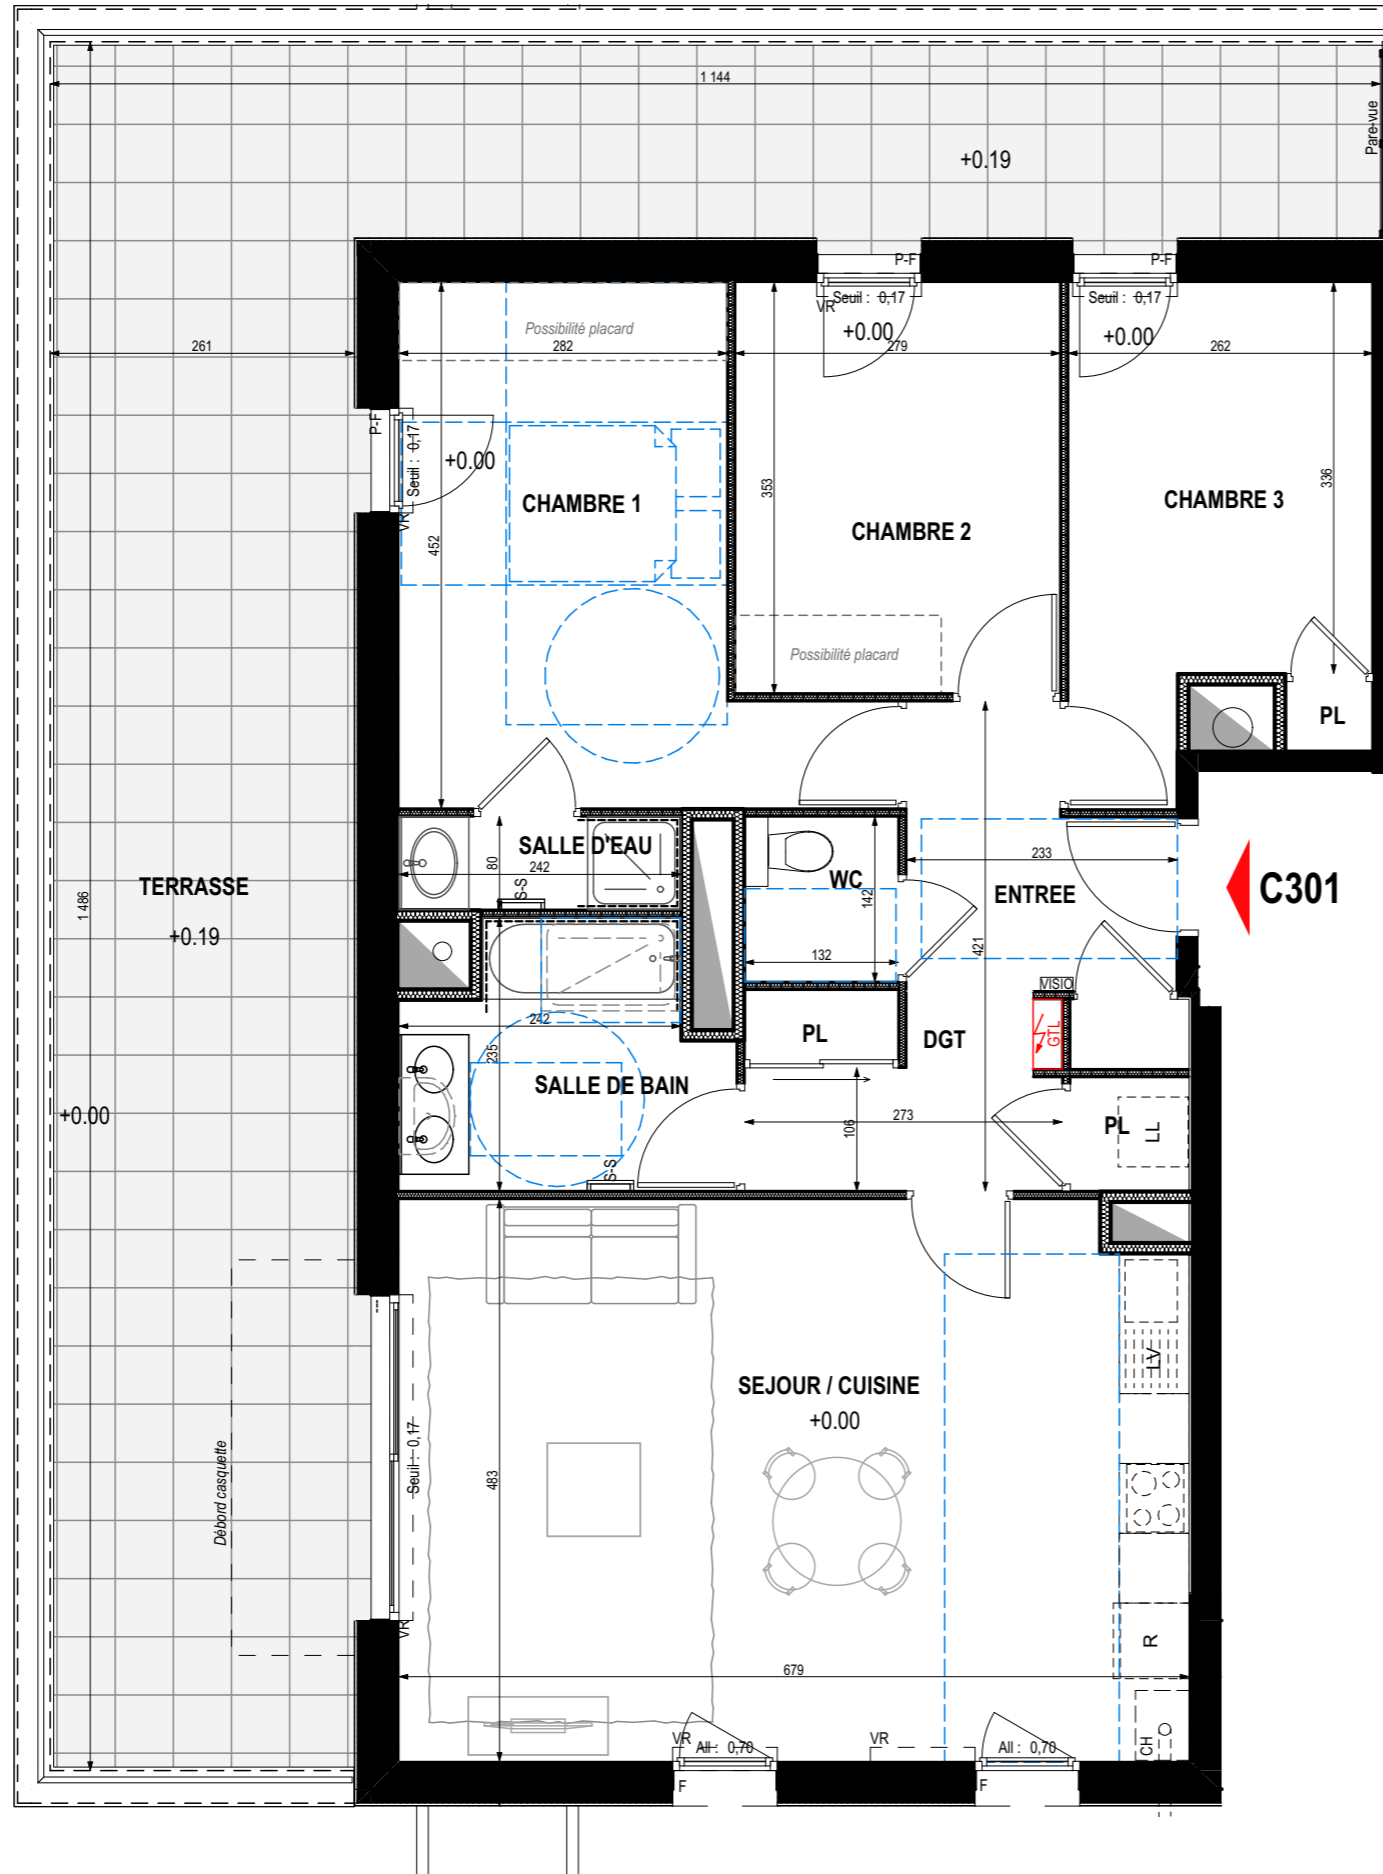 1 144
Pare-vue
+0.19
P-F
P-F
Seuil : 0,17
Seuil : 0,17
VR
+0.00
+0.00
Possibilité placard
261
282
279
262
P-F
Seuil : 0,17
+0.00
VR
CHAMBRE 1
452
353
CHAMBRE 2
336
CHAMBRE 3
Possibilité placard
PL
SALLE D'EAU
80
242
S-S
WC
142
132
233
ENTREE
C301
TERRASSE
+0.19
1 486
421
VISIO
GTL
242
235
PL
DGT
SALLE DE BAIN
+0.00
106
273
PL
LL
S-S
LV
SEJOUR / CUISINE
+0.00
Débord casquette
Seuil : 0,17
483
VR
R
679
CH
VR
All : 0,70
VR
All : 0,70
F
F